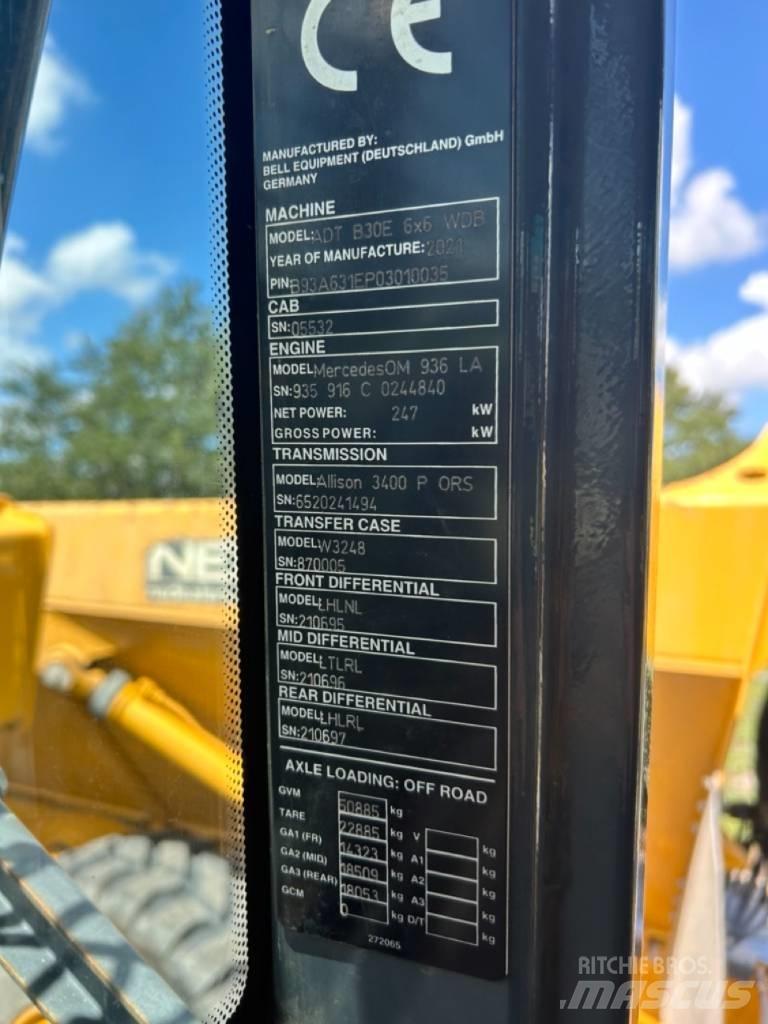 CE
MANUFACTURED BY:
BELL EQUIPMENT (DEUTSCHLAND) GmbH
GERMANY
MACHINE
MODEL: ADT B30E 6x6 WDB
YEAR OF MANUFACTURE: 2021
PIN: B93A631EP03010035
CAB
SN: 05532
ENGINE
MODEL: MercedesOM 936 LA
SN: 935 916 C 0244840
NET POWER: 247 kW
GROSS POWER: kW
TRANSMISSION
MODEL: Allison 3400 P ORS
SN: 6520241494
TRANSFER CASE
MODEL: W3248
SN: 870005
FRONT DIFFERENTIAL
MODEL: LHLNL
SN: 210695
MID DIFFERENTIAL
MODEL: LTLRL
SN: 210696
REAR DIFFERENTIAL
MODEL: LHLRL
SN: 210697
AXLE LOADING: OFF ROAD
GVM 50885 kg
TARE 22885 kg V kg
GA1 (FR) 14323 kg A1 kg
GA2 (MID) 18509 kg A2 kg
GA3 (REAR) 18053 kg A3 kg
GCM 0 kg D/T kg
272065
RITCHIE BROS.
MASCUS